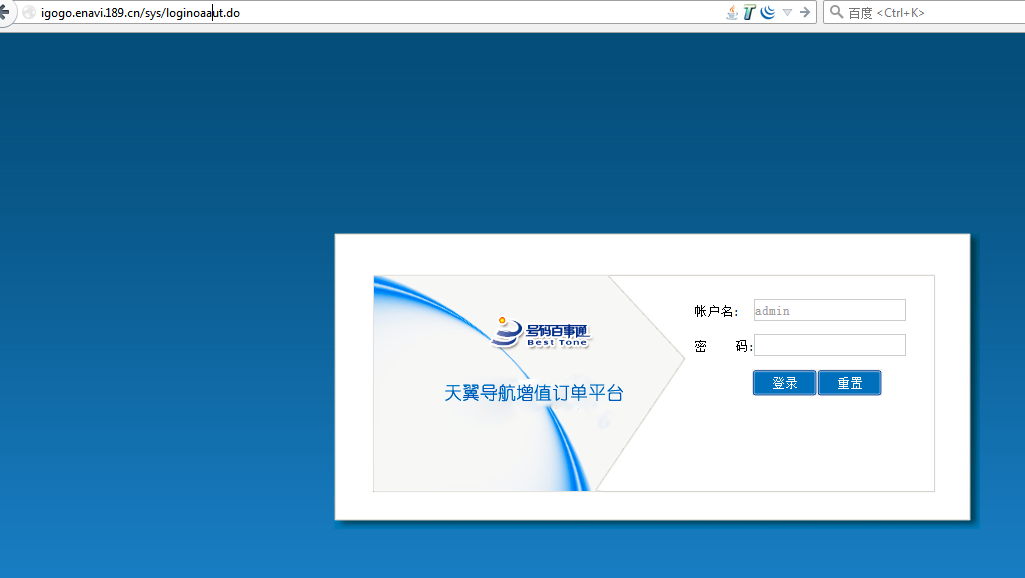 igogo.enavi.189.cn/sys/loginoaaut.do
百度 <Ctrl+K>
号码百事通
Best Tone
天翼导航增值订单平台
帐户名: admin
密 码:
登录 重置